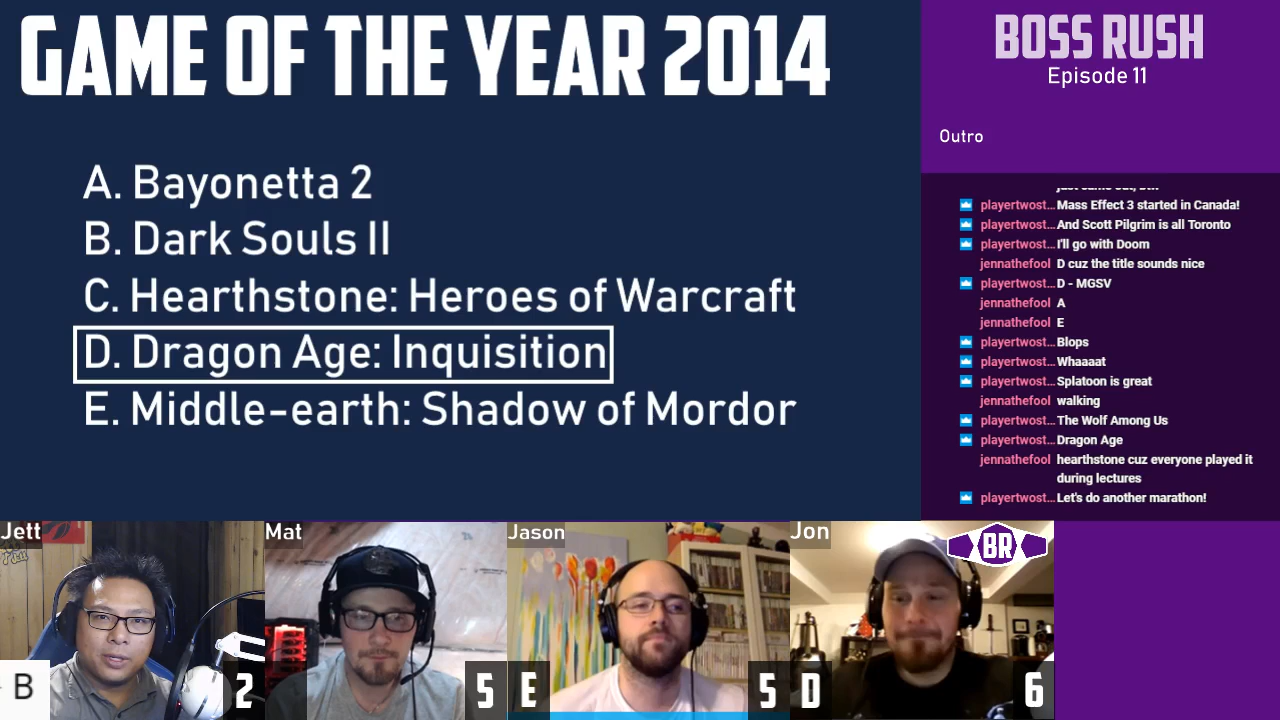 GAME OF THE YEAR 2014
A. Bayonetta 2
B. Dark Souls II
C. Hearthstone: Heroes of Warcraft
D. Dragon Age: Inquisition
E. Middle-earth: Shadow of Mordor
BOSS RUSH
Episode 11
Outro
playertwost... Mass Effect 3 started in Canada!
playertwost... And Scott Pilgrim is all Toronto
playertwost... I'll go with Doom
jennathefool D cuz the title sounds nice
playertwost... D - MGSV
jennathefool A
jennathefool E
playertwost... Blops
playertwost... Whaaaat
playertwost... Splatoon is great
jennathefool walking
playertwost... The Wolf Among Us
playertwost... Dragon Age
jennathefool hearthstone cuz everyone played it
during lectures
playertwost... Let's do another marathon!
Jett
B
2
Mat
5
Jason
E
5
Jon
BR
D
6